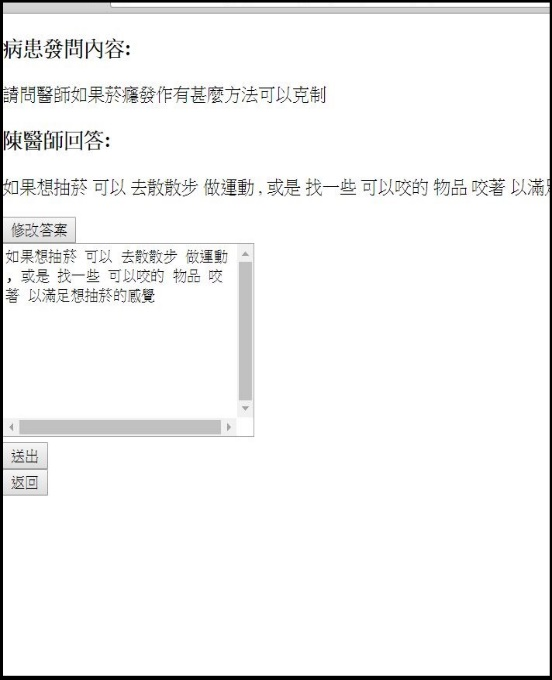 病患發問內容:
請問醫師如果菸癮發作有甚麼方法可以克制
陳醫師回答:
如果想抽菸 可以 去散散步 做運動 , 或是 找一些 可以咬的 物品 咬著 以滿
修改答案
如果想抽菸 可以 去散散步 做運動
, 或是 找一些 可以咬的 物品 咬
著 以滿足想抽菸的感覺
送出
返回